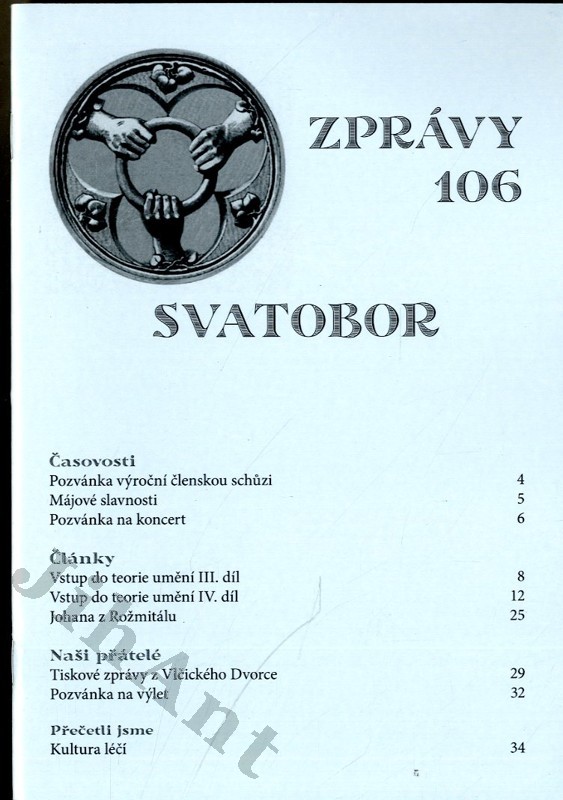 ZPRÁVY
106
SVATOBOR
Časovosti
Pozvánka výroční členskou schůzi 4
Májové slavnosti 5
Pozvánka na koncert 6
Články
Vstup do teorie umění III. díl 8
Vstup do teorie umění IV. díl 12
Johana z Rožmitálu 25
Naši přátelé
Tiskové zprávy z Vlčického Dvorce 29
Pozvánka na výlet 32
Přečetli jsme
Kultura léčí 34
JihAnt